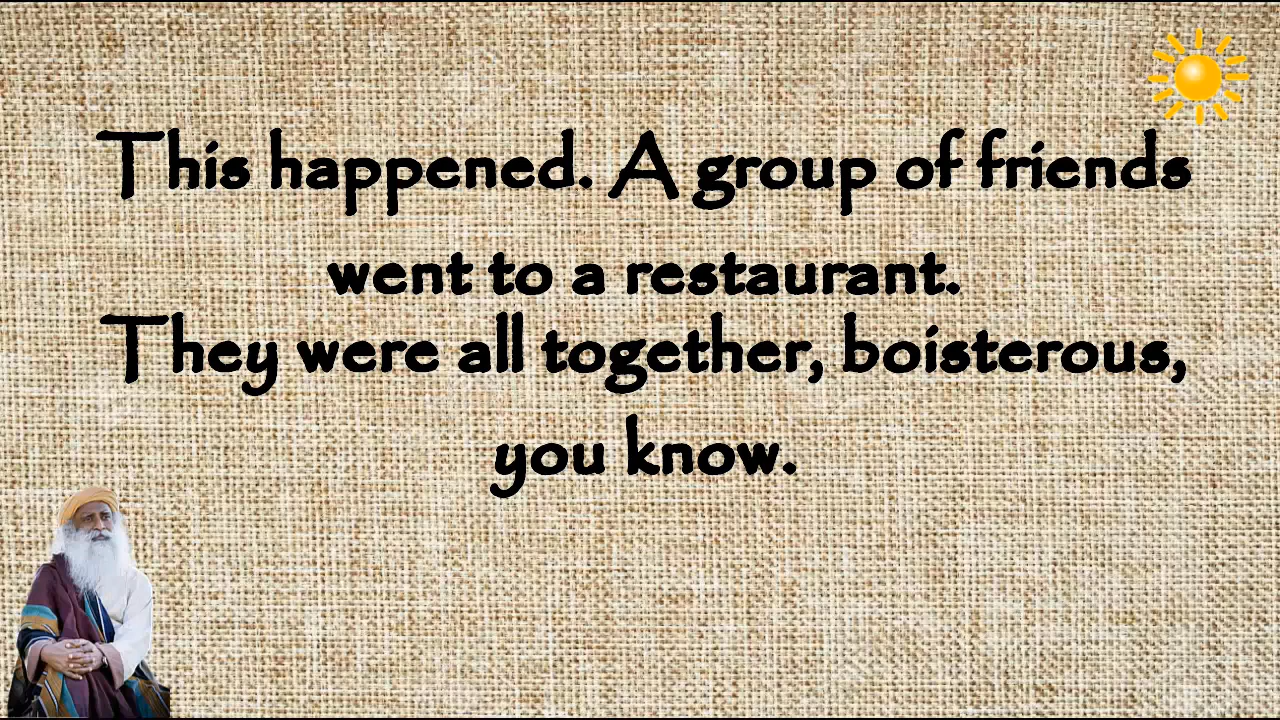 This happened. A group of friends
went to a restaurant.
They were all together, boisterous,
you know.